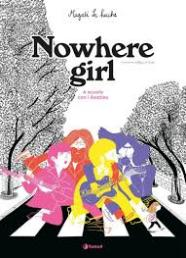 Magali Le Huche
Nowhere
girl
A scuola
con i Beatles